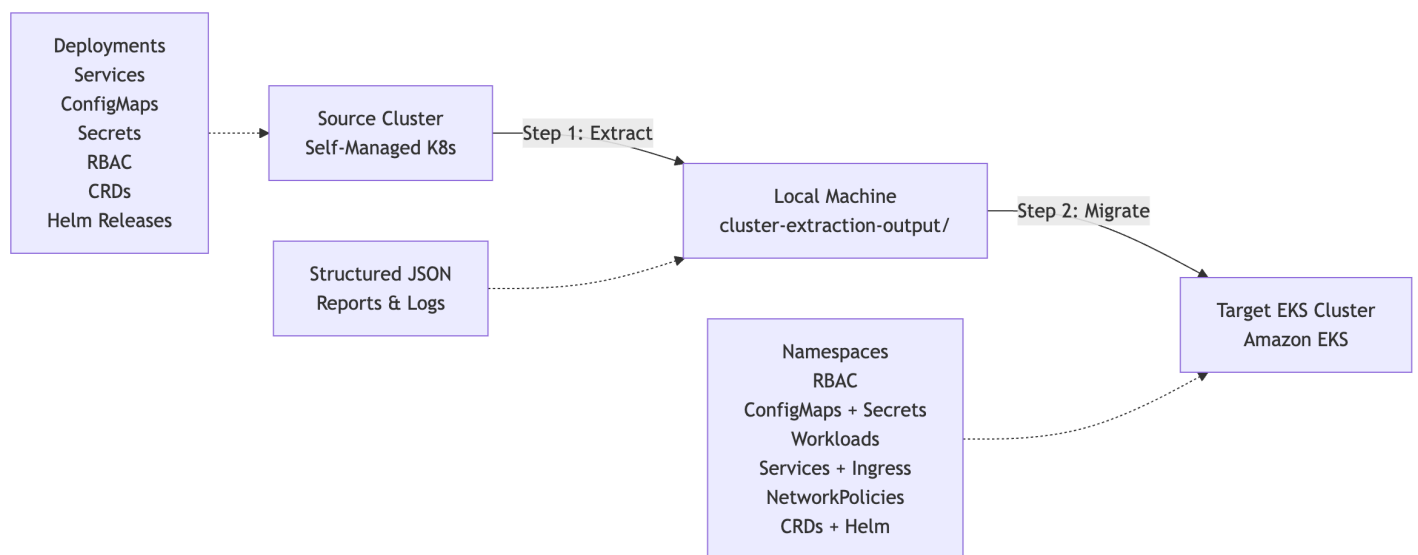 Deployments
Services
ConfigMaps
Secrets
RBAC
CRDs
Helm Releases
Source Cluster
Self-Managed K8s
Step 1: Extract
Structured JSON
Reports & Logs
Local Machine
cluster-extraction-output/
Step 2: Migrate
Namespaces
RBAC
ConfigMaps + Secrets
Workloads
Services + Ingress
NetworkPolicies
CRDs + Helm
Target EKS Cluster
Amazon EKS